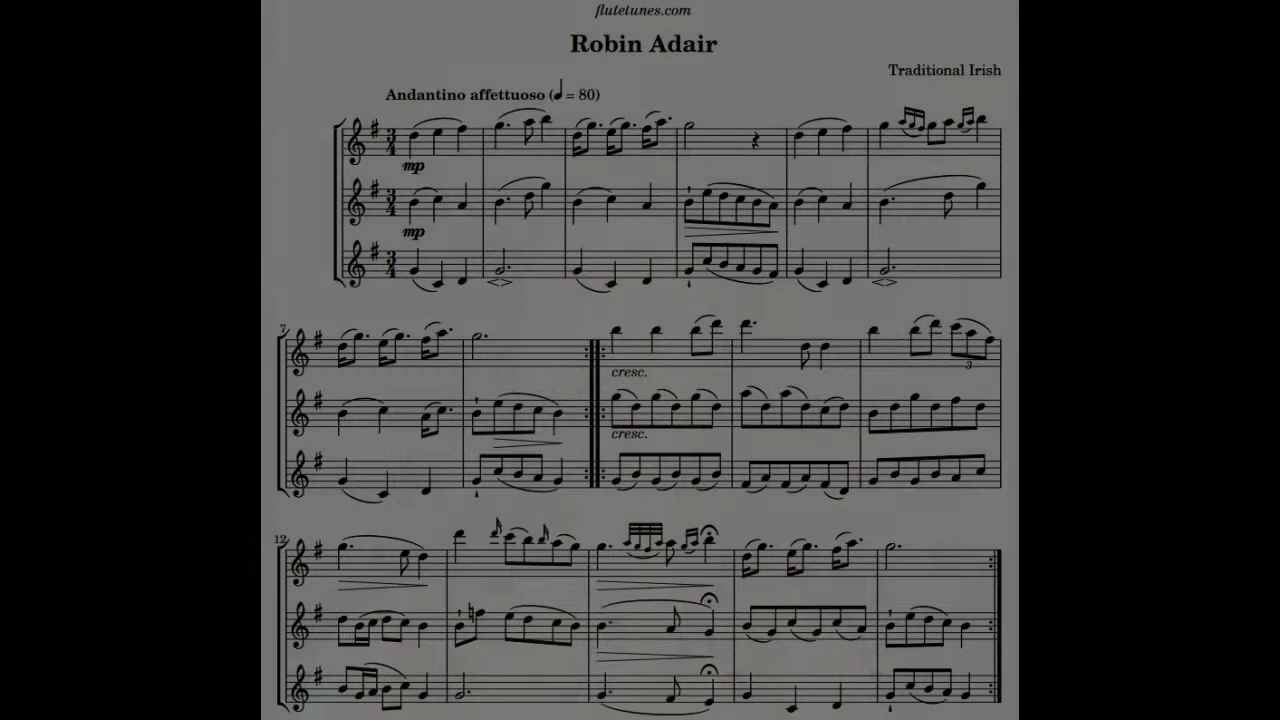 flutetunes.com
Robin Adair
Traditional Irish
Andantino affettuoso (♩ = 80)
mp
mp
7
cresc.
3
cresc.
12